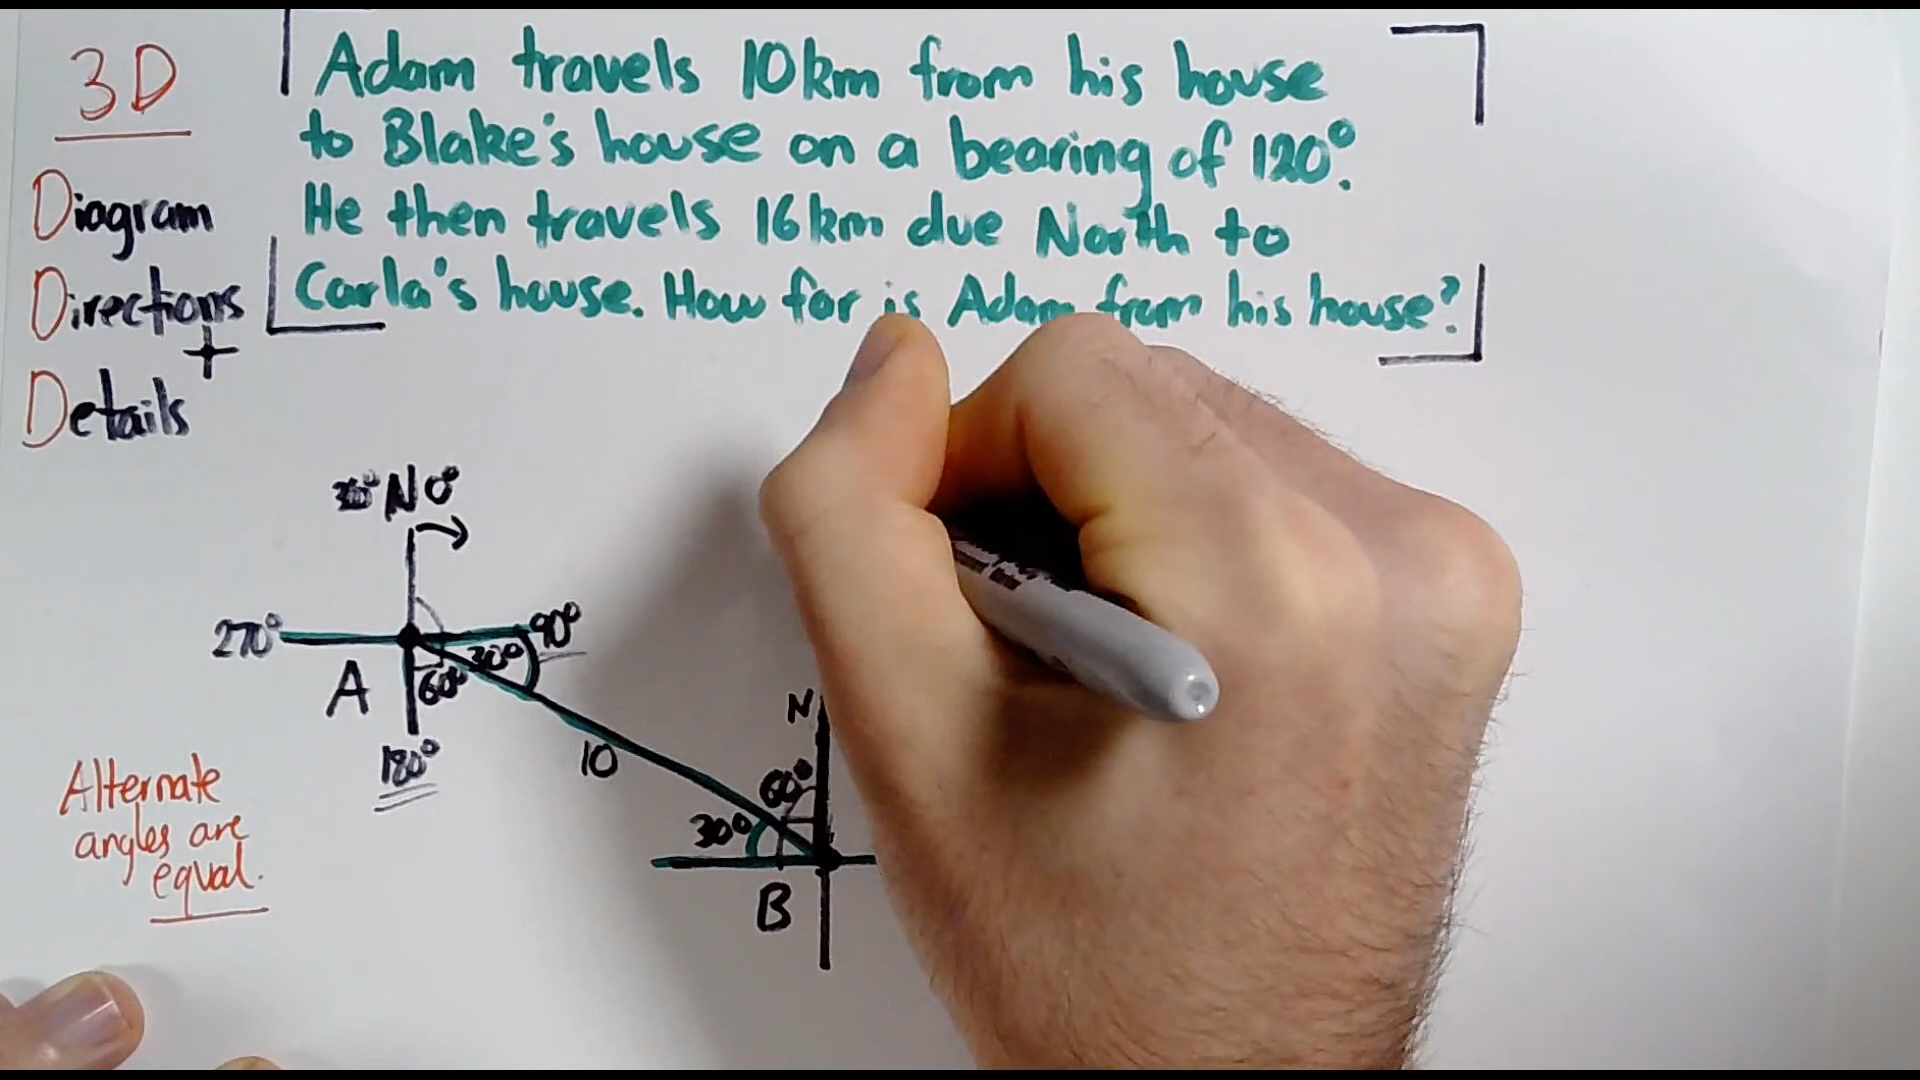 3D
Diagram
Directions
+
Details
Adam travels 10km from his house
to Blake's house on a bearing of 120°.
He then travels 16km due North to
Carla's house. How far is Adam from his house?
N 0°
270°
90°
30°
60°
A
180°
10
N
60°
30°
B
Alternate
angles are
equal.